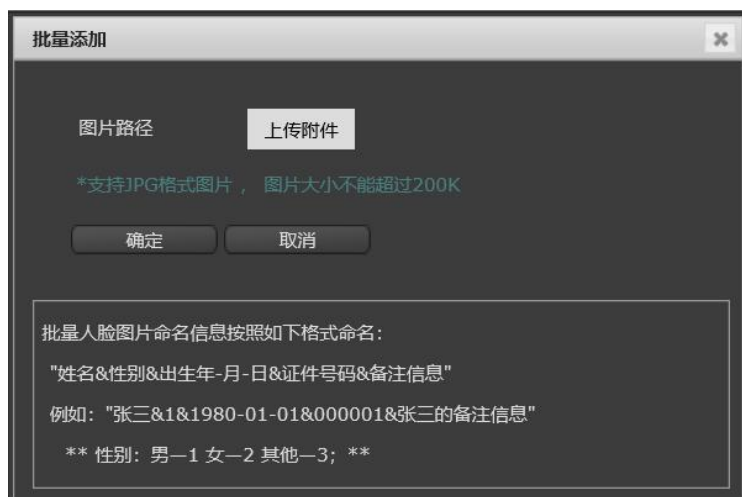 批量添加
图片路径 上传附件
*支持JPG格式图片， 图片大小不能超过200K
确定 取消
批量人脸图片命名信息按照如下格式命名：
"姓名&性别&出生年-月-日&证件号码&备注信息"
例如："张三&1&1980-01-01&000001&张三的备注信息"
** 性别：男—1 女—2 其他—3；**